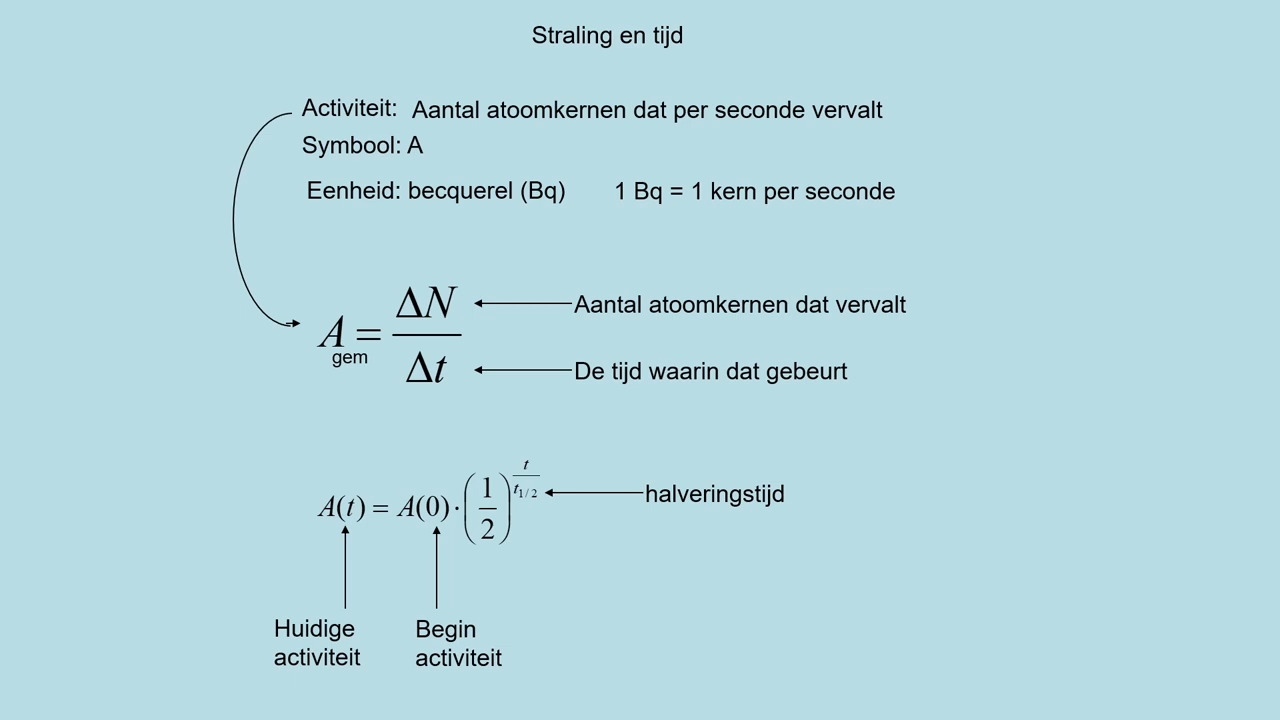 Straling en tijd
Activiteit: Aantal atoomkernen dat per seconde vervalt
Symbool: A
Eenheid: becquerel (Bq) 1 Bq = 1 kern per seconde
ΔN Aantal atoomkernen dat vervalt
A =
gem
Δt De tijd waarin dat gebeurt
A(t) = A(0) · (1/2)^(t/t1/2) halveringstijd
Huidige Begin
activiteit activiteit